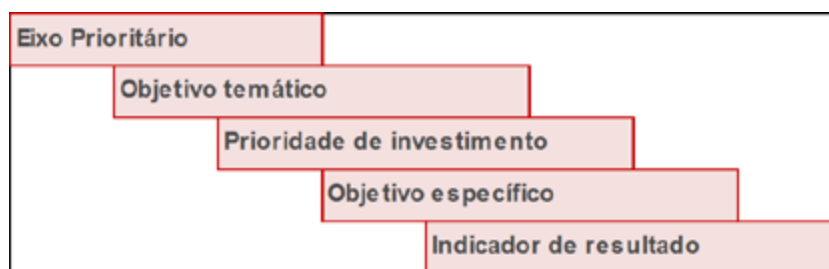 Eixo Prioritário
Objetivo temático
Prioridade de investimento
Objetivo específico
Indicador de resultado